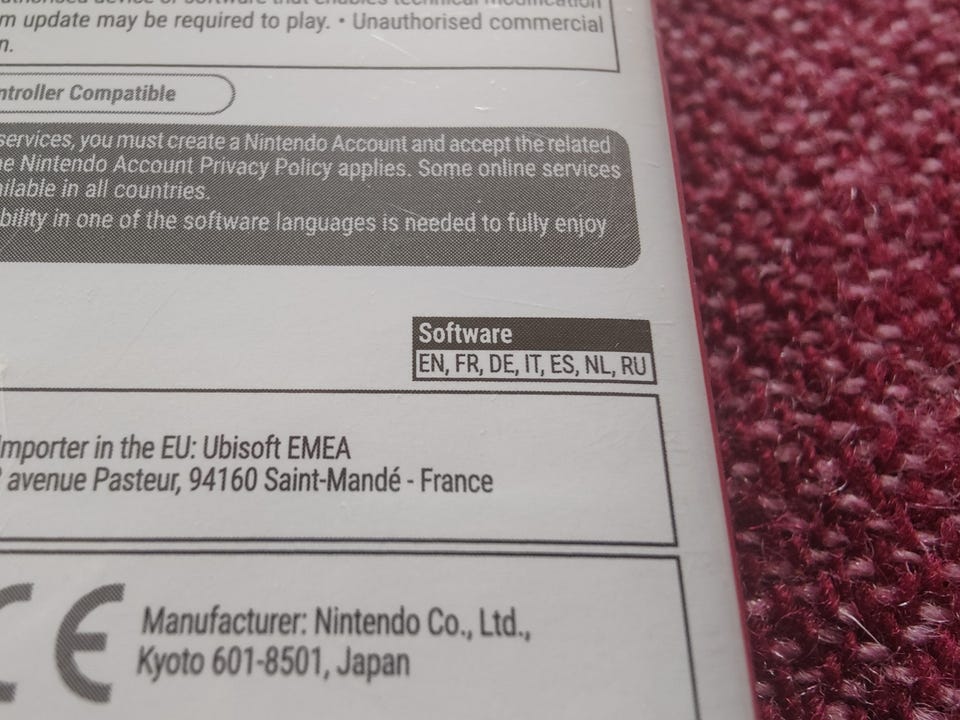 m update may be required to play. • Unauthorised commercial
n.
ntroller Compatible
services, you must create a Nintendo Account and accept the related
e Nintendo Account Privacy Policy applies. Some online services
ilable in all countries.
bility in one of the software languages is needed to fully enjoy
Software
EN, FR, DE, IT, ES, NL, RU
Importer in the EU: Ubisoft EMEA
avenue Pasteur, 94160 Saint-Mandé - France
CE
Manufacturer: Nintendo Co., Ltd.,
Kyoto 601-8501, Japan